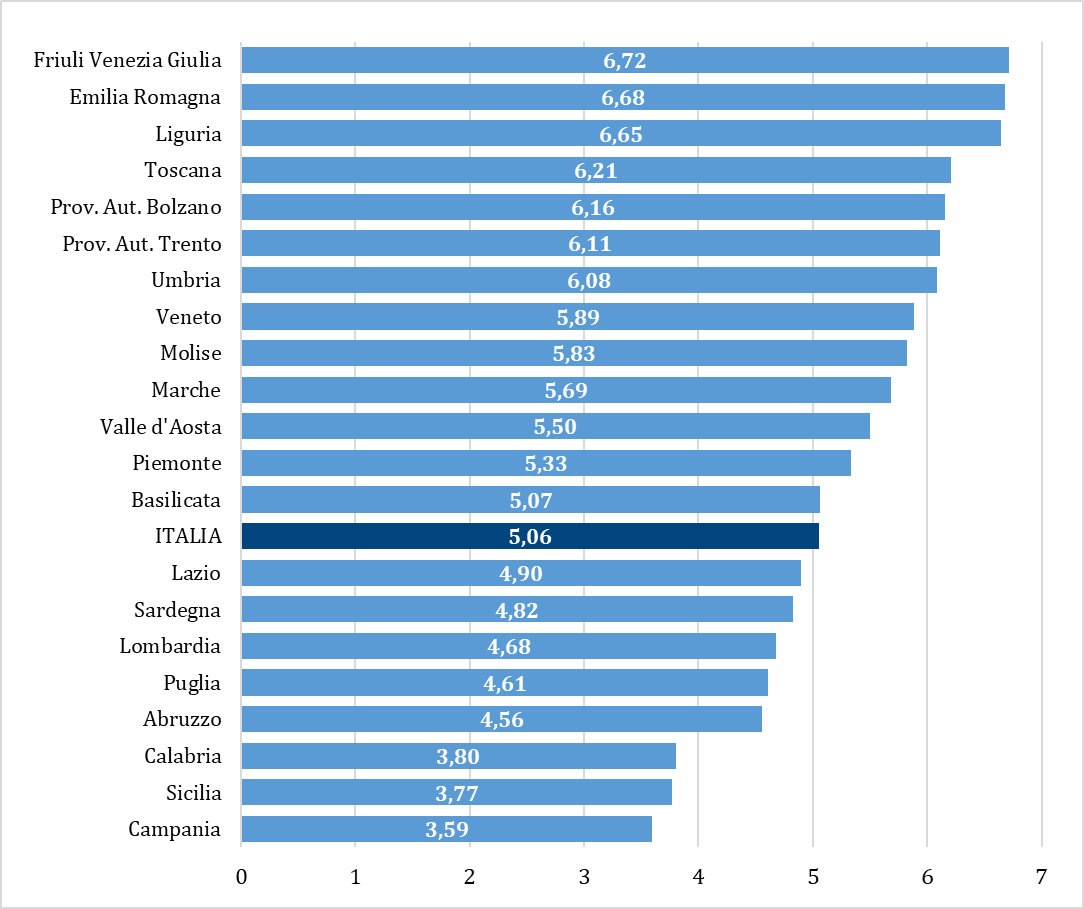 Friuli Venezia Giulia 6,72
Emilia Romagna 6,68
Liguria 6,65
Toscana 6,21
Prov. Aut. Bolzano 6,16
Prov. Aut. Trento 6,11
Umbria 6,08
Veneto 5,89
Molise 5,83
Marche 5,69
Valle d'Aosta 5,50
Piemonte 5,33
Basilicata 5,07
ITALIA 5,06
Lazio 4,90
Sardegna 4,82
Lombardia 4,68
Puglia 4,61
Abruzzo 4,56
Calabria 3,80
Sicilia 3,77
Campania 3,59
0 1 2 3 4 5 6 7